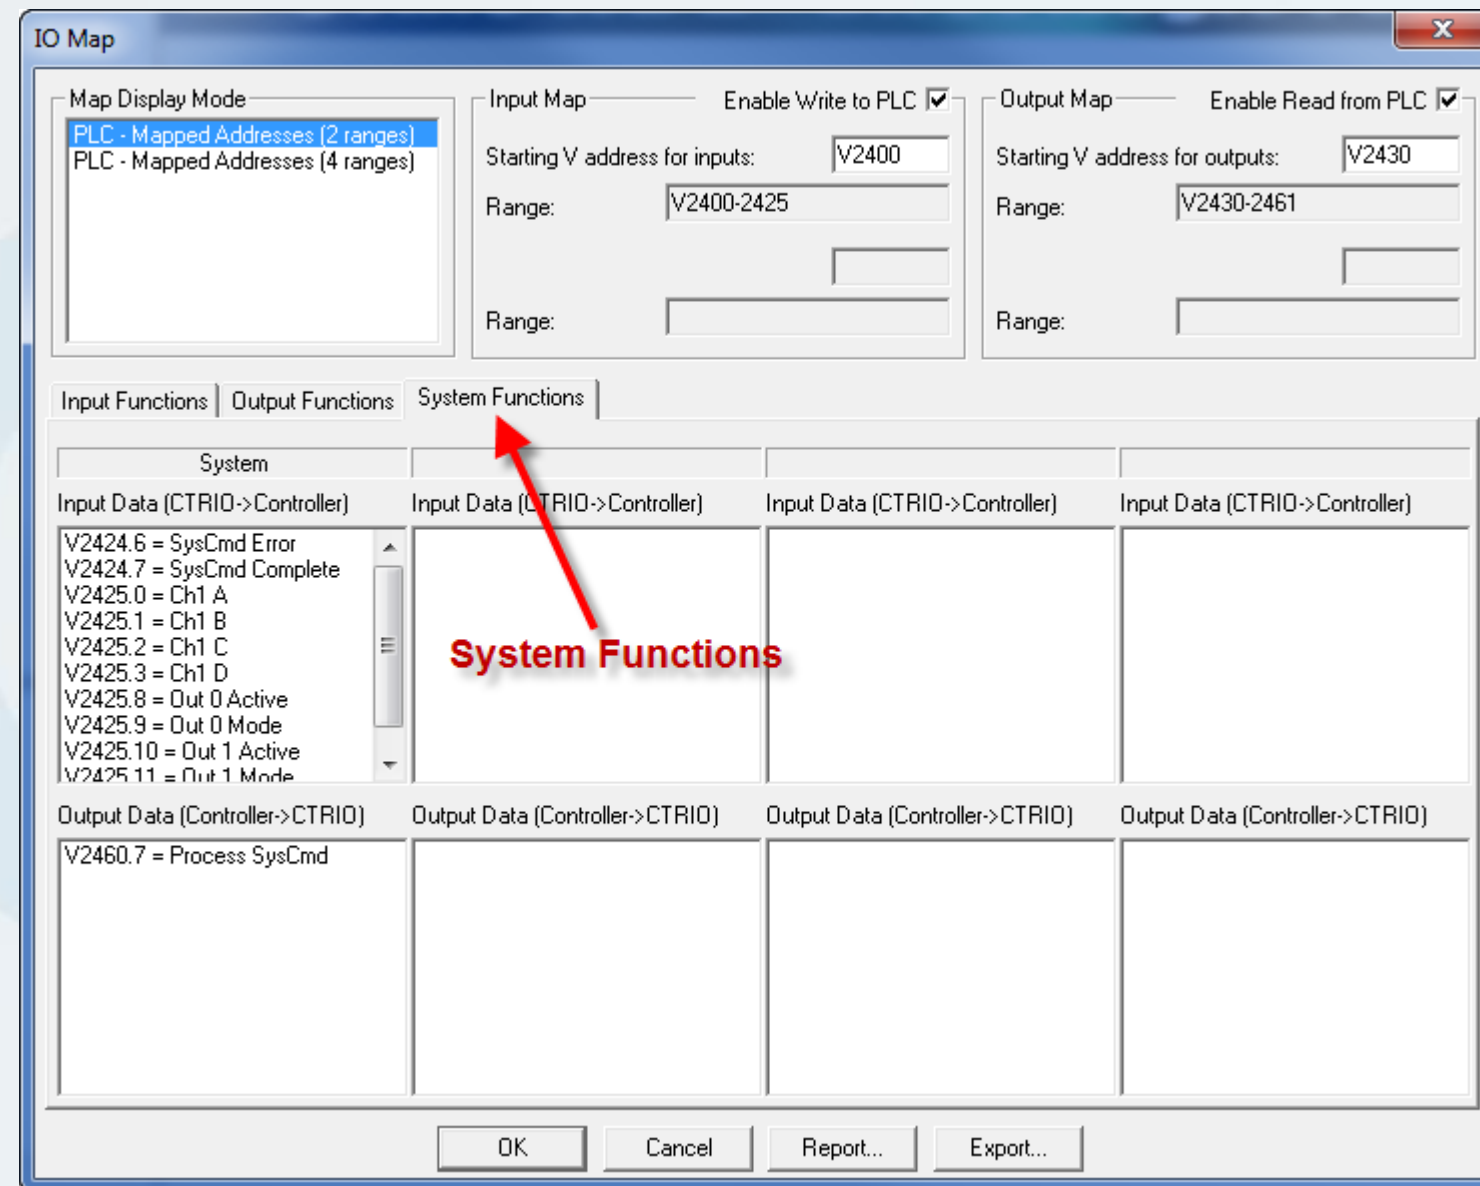 IO Map
Map Display Mode
PLC - Mapped Addresses (2 ranges)
PLC - Mapped Addresses (4 ranges)
Input Map
Enable Write to PLC
Starting V address for inputs:
V2400
Range:
V2400-2425
Range:
Output Map
Enable Read from PLC
Starting V address for outputs:
V2430
Range:
V2430-2461
Range:
Input Functions
Output Functions
System Functions
System
Input Data (CTRIO->Controller)
Input Data (CTRIO->Controller)
Input Data (CTRIO->Controller)
Input Data (CTRIO->Controller)
V2424.6 = SysCmd Error
V2424.7 = SysCmd Complete
V2425.0 = Ch1 A
V2425.1 = Ch1 B
V2425.2 = Ch1 C
V2425.3 = Ch1 D
V2425.8 = Out 0 Active
V2425.9 = Out 0 Mode
V2425.10 = Out 1 Active
V2425.11 = Out 1 Mode
System Functions
Output Data (Controller->CTRIO)
Output Data (Controller->CTRIO)
Output Data (Controller->CTRIO)
Output Data (Controller->CTRIO)
V2460.7 = Process SysCmd
OK
Cancel
Report...
Export...